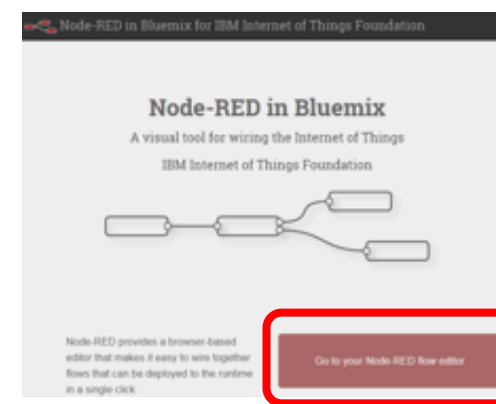 Node-RED in Bluemix for IBM Internet of Things Foundation
Node-RED in Bluemix
A visual tool for wiring the Internet of Things
IBM Internet of Things Foundation
Node-RED provides a browser-based
editor that makes it easy to wire together
flows that can be deployed to the runtime
in a single click.
Go to your Node-RED flow editor